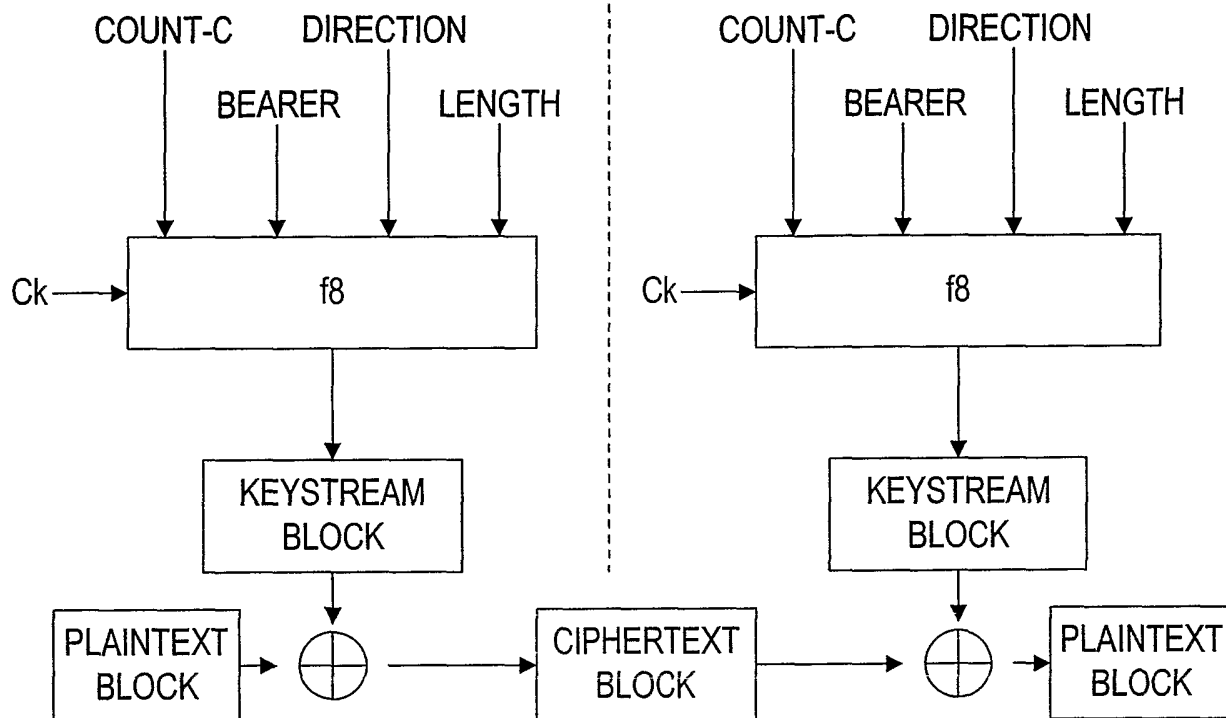 COUNT-C DIRECTION
BEARER LENGTH
Ck f8
KEYSTREAM
BLOCK
PLAINTEXT
BLOCK
CIPHERTEXT
BLOCK
COUNT-C DIRECTION
BEARER LENGTH
Ck f8
KEYSTREAM
BLOCK
PLAINTEXT
BLOCK